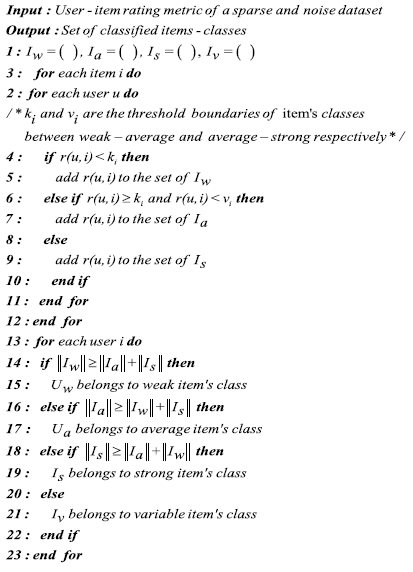 Input : User - item rating metric of a sparse and noise dataset
Output : Set of classified items - classes
1 : I_w = ( ), I_a = ( ), I_s = ( ), I_v = ( )
3 : for each item i do
2 : for each user u do
/ * k_i and v_i are the threshold boundaries of item's classes
between weak – average and average – strong respectively * /
4 : if r(u,i) < k_i then
5 : add r(u,i) to the set of I_w
6 : else if r(u,i) ≥ k_i and r(u,i) < v_i then
7 : add r(u,i) to the set of I_a
8 : else
9 : add r(u,i) to the set of I_s
10 : end if
11 : end for
12 : end for
13 : for each user i do
14 : if ‖I_w‖ ≥ ‖I_a‖ + ‖I_s‖ then
15 : U_w belongs to weak item's class
16 : else if ‖I_a‖ ≥ ‖I_w‖ + ‖I_s‖ then
17 : U_a belongs to average item's class
18 : else if ‖I_s‖ ≥ ‖I_a‖ + ‖I_w‖ then
19 : I_s belongs to strong item's class
20 : else
21 : I_v belongs to variable item's class
22 : end if
23 : end for